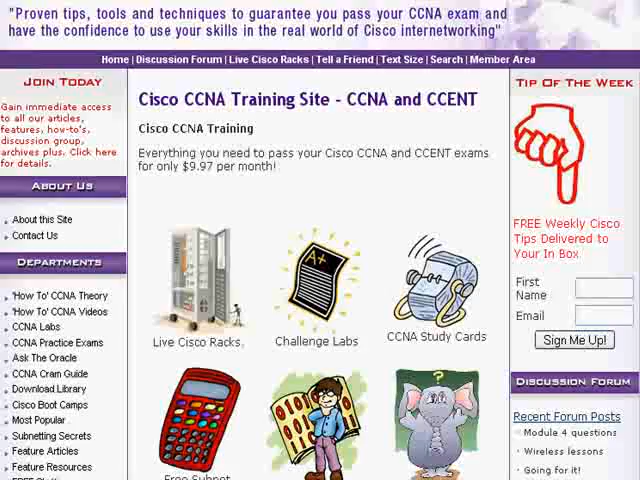 "Proven tips, tools and techniques to guarantee you pass your CCNA exam and
have the confidence to use your skills in the real world of Cisco internetworking"
Home | Discussion Forum | Live Cisco Racks | Tell a Friend | Text Size | Search | Member Area
JOIN TODAY
Gain immediate access
to all our articles,
features, how-to's,
discussion group,
archives plus. Click here
for details.
ABOUT US
About this Site
Contact Us
DEPARTMENTS
'How To' CCNA Theory
'How To' CCNA Videos
CCNA Labs
CCNA Practice Exams
Ask The Oracle
CCNA Cram Guide
Download Library
Cisco Boot Camps
Most Popular
Subnetting Secrets
Feature Articles
Feature Resources
Cisco CCNA Training Site - CCNA and CCENT
Cisco CCNA Training
Everything you need to pass your Cisco CCNA and CCENT exams
for only $9.97 per month!
A+
Live Cisco Racks.
Challenge Labs
CCNA Study Cards
?
Free Subnet
TIP OF THE WEEK
FREE Weekly Cisco
Tips Delivered to
Your In Box
First
Name
Email
Sign Me Up!
DISCUSSION FORUM
Recent Forum Posts
Module 4 questions
Wireless lessons
Going for it!